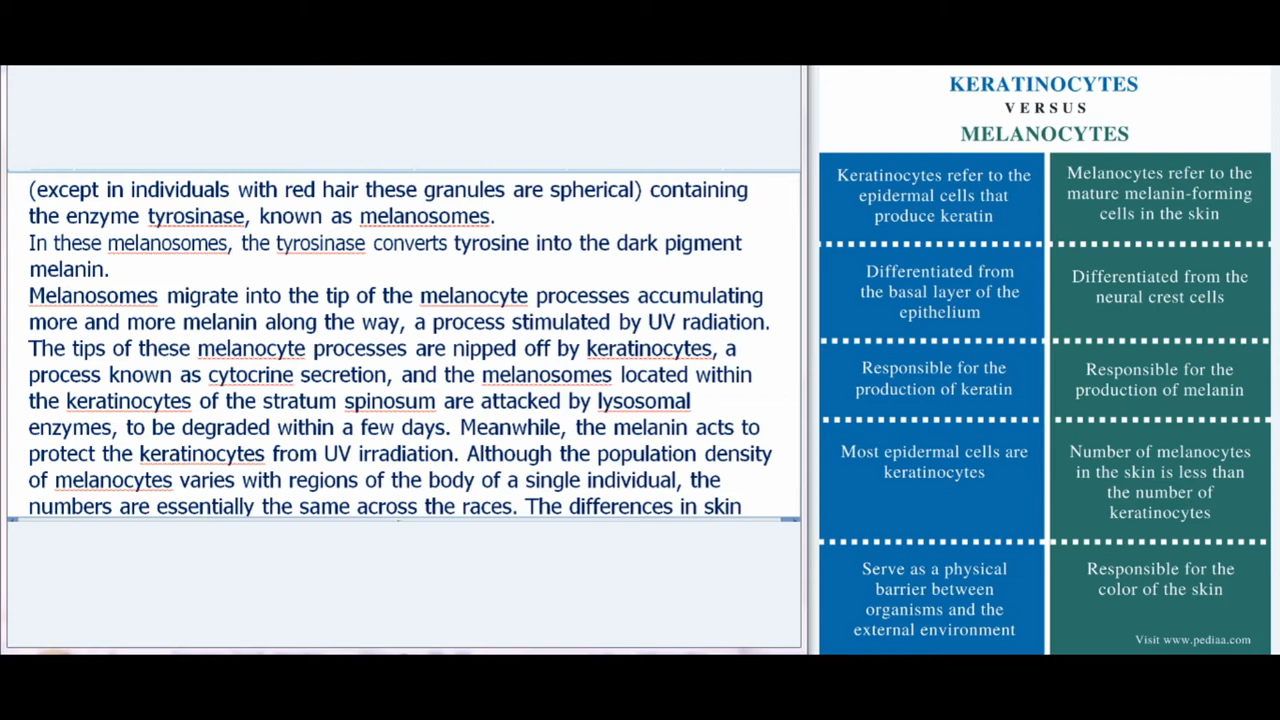 (except in individuals with red hair these granules are spherical) containing
the enzyme tyrosinase, known as melanosomes.
In these melanosomes, the tyrosinase converts tyrosine into the dark pigment
melanin.
Melanosomes migrate into the tip of the melanocyte processes accumulating
more and more melanin along the way, a process stimulated by UV radiation.
The tips of these melanocyte processes are nipped off by keratinocytes, a
process known as cytocrine secretion, and the melanosomes located within
the keratinocytes of the stratum spinosum are attacked by lysosomal
enzymes, to be degraded within a few days. Meanwhile, the melanin acts to
protect the keratinocytes from UV irradiation. Although the population density
of melanocytes varies with regions of the body of a single individual, the
numbers are essentially the same across the races. The differences in skin
KERATINOCYTES
VERSUS
MELANOCYTES
Keratinocytes refer to the
epidermal cells that
produce keratin
Melanocytes refer to the
mature melanin-forming
cells in the skin
Differentiated from
the basal layer of the
epithelium
Differentiated from the
neural crest cells
Responsible for the
production of keratin
Responsible for the
production of melanin
Most epidermal cells are
keratinocytes
Number of melanocytes
in the skin is less than
the number of
keratinocytes
Serve as a physical
barrier between
organisms and the
external environment
Responsible for the
color of the skin
Visit www.pediaa.com